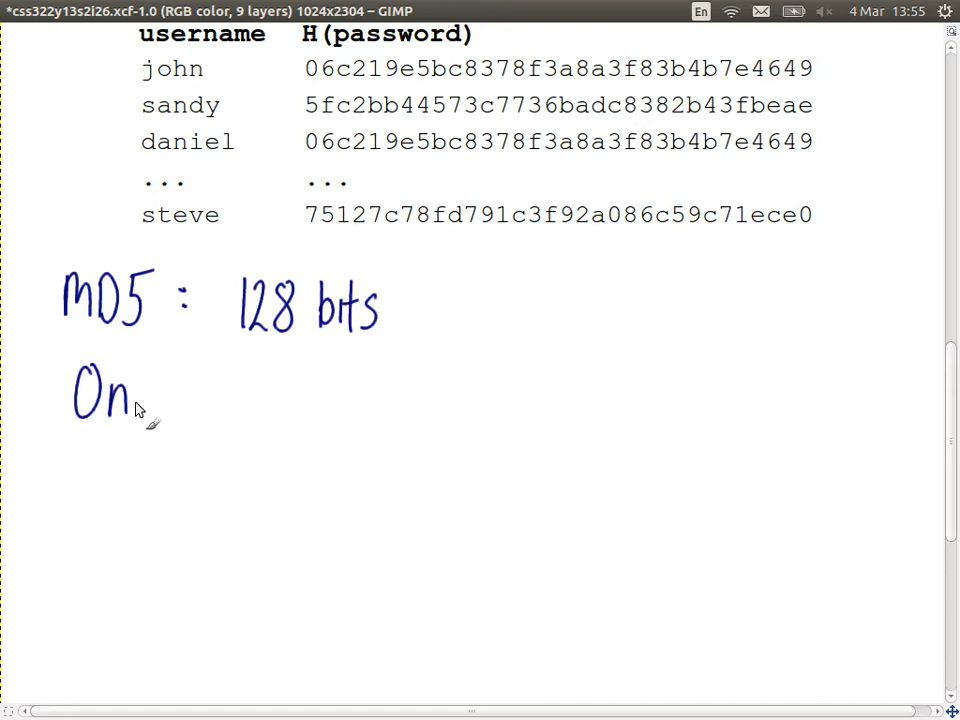 *css322y13s2i26.xcf-1.0 (RGB color, 9 layers) 1024x2304 – GIMP En 4 Mar 13:55
username H(password)
john 06c219e5bc8378f3a8a3f83b4b7e4649
sandy 5fc2bb44573c7736badc8382b43fbeae
daniel 06c219e5bc8378f3a8a3f83b4b7e4649
... ...
steve 75127c78fd791c3f92a086c59c71ece0
MD5 : 128 bits
On